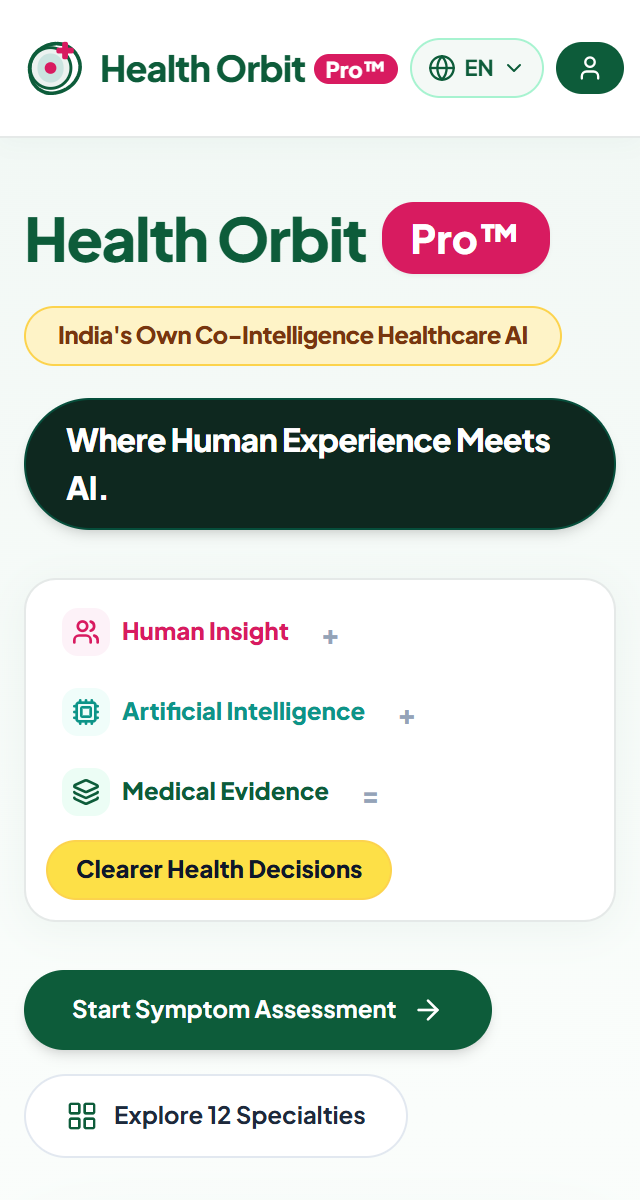 Health Orbit Pro™ EN
Health Orbit Pro™
India's Own Co-Intelligence Healthcare AI
Where Human Experience Meets
AI.
Human Insight +
Artificial Intelligence +
Medical Evidence =
Clearer Health Decisions
Start Symptom Assessment →
Explore 12 Specialties